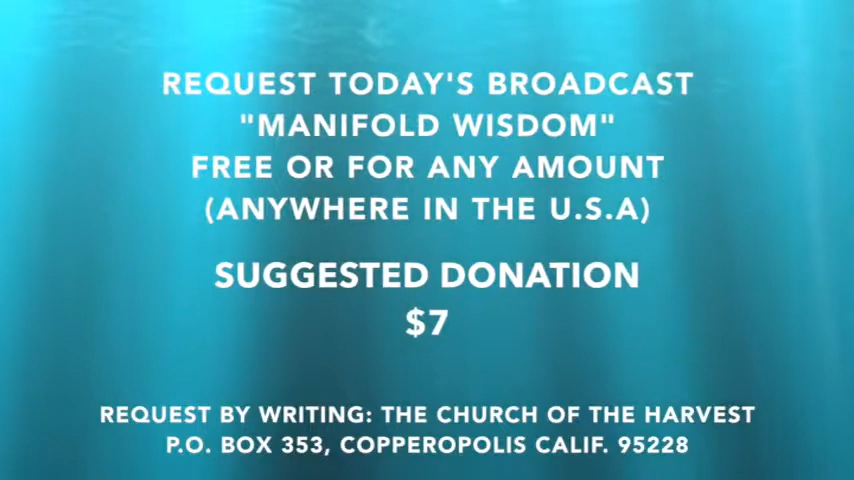 REQUEST TODAY'S BROADCAST
"MANIFOLD WISDOM"
FREE OR FOR ANY AMOUNT
(ANYWHERE IN THE U.S.A)
SUGGESTED DONATION
$7
REQUEST BY WRITING: THE CHURCH OF THE HARVEST
P.O. BOX 353, COPPEROPOLIS CALIF. 95228